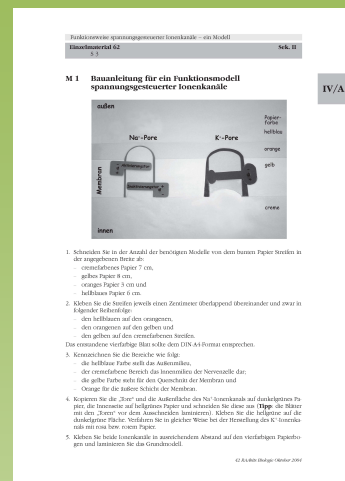 Funktionsweise spannungsgesteuerter Ionenkanäle – ein Modell
Einzelmaterial 62 Sek. II
S 3
IV/A
M 1 Bauanleitung für ein Funktionsmodell
spannungsgesteuerter Ionenkanäle
außen
Papier-
farbe
hellblau
Na⁺-Pore K⁺-Pore
orange
gelb
Membran
creme
innen
1. Schneiden Sie in der Anzahl der benötigten Modelle von dem bunten Papier Streifen in
der angegebenen Breite ab:
– cremefarbenes Papier 7 cm,
– gelbes Papier 8 cm,
– oranges Papier 3 cm und
– hellblaues Papier 6 cm.
2. Kleben Sie die Streifen jeweils einen Zentimeter überlappend übereinander und zwar in
folgender Reihenfolge:
– den hellblauen auf den orangenen,
– den orangenen auf den gelben und
– den gelben auf den cremefarbenen Streifen.
Das entstandene vierfarbige Blatt sollte dem DIN-A4-Format entsprechen.
3. Kennzeichnen Sie die Bereiche wie folgt:
– die hellblaue Farbe stellt das Außenmilieu,
– der cremefarbene Bereich das Innenmilieu der Nervenzelle dar;
– die gelbe Farbe steht für den Querschnitt der Membran und
– Orange für die äußere Schicht der Membran.
4. Kopieren Sie die „Tore" und die Außenfläche des Na⁺-Ionenkanals auf dunkelgrünes Pa-
pier, die Innenseite auf hellgrünes Papier und schneiden Sie diese aus (Tipp: die Blätter
mit den „Toren" vor dem Ausschneiden laminieren). Kleben Sie die hellgrüne auf die
dunkelgrüne Fläche. Verfahren Sie in gleicher Weise bei der Herstellung des K⁺-Ionenka-
nals mit rosa bzw. rotem Papier.
5. Kleben Sie beide Ionenkanäle in ausreichendem Abstand auf den vierfarbigen Papierbo-
gen und laminieren Sie das Grundmodell.
42 RAAbits Biologie Oktober 2004